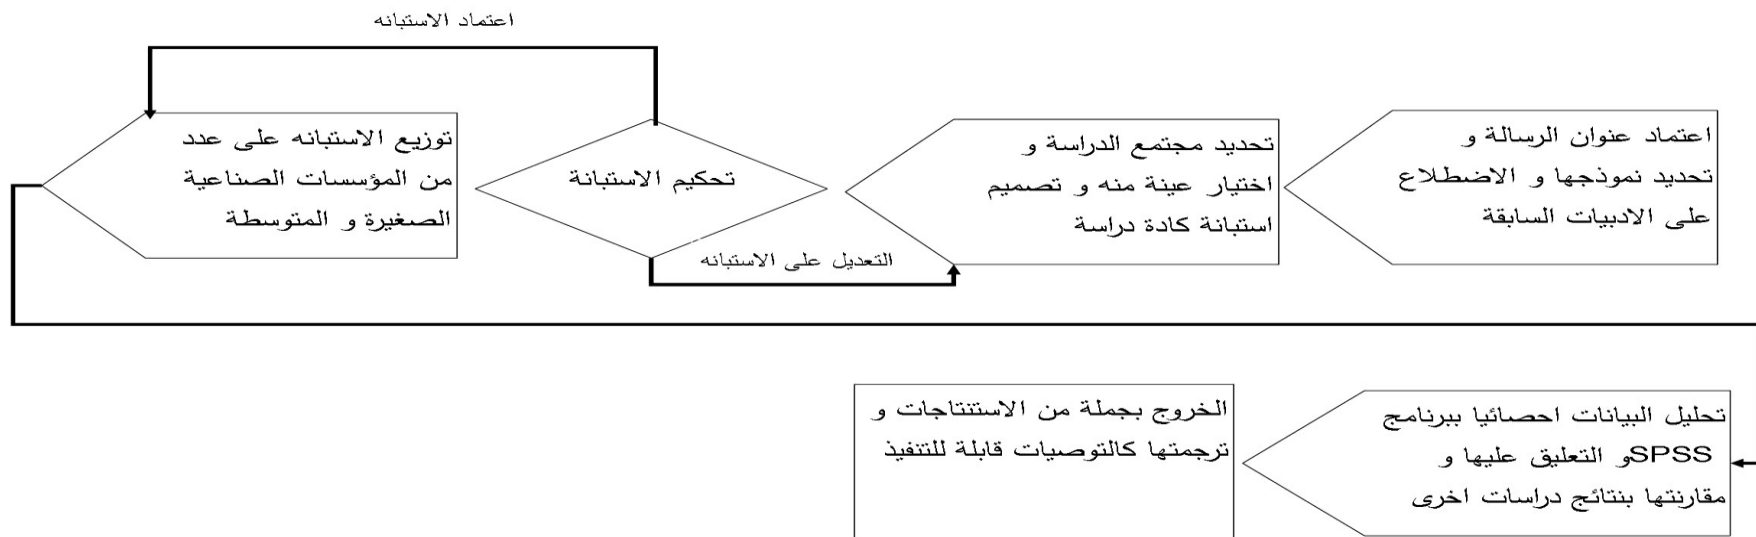 اعتماد الاستبانه
اعتماد عنوان الرسالة و
تحديد نموذجها و الاضطلاع
على الادبيات السابقة
تحديد مجتمع الدراسة و
اختيار عينة منه و تصميم
استبانة كادة دراسة
تحكيم الاستبانة
التعديل على الاستبانه
توزيع الاستبانه على عدد
من المؤسسات الصناعية
الصغيرة و المتوسطة
تحليل البيانات احصائيا ببرنامج
SPSSو التعليق عليها و
مقارنتها بنتائج دراسات اخرى
الخروج بجملة من الاستنتاجات و
ترجمتها كالتوصيات قابلة للتنفيذ